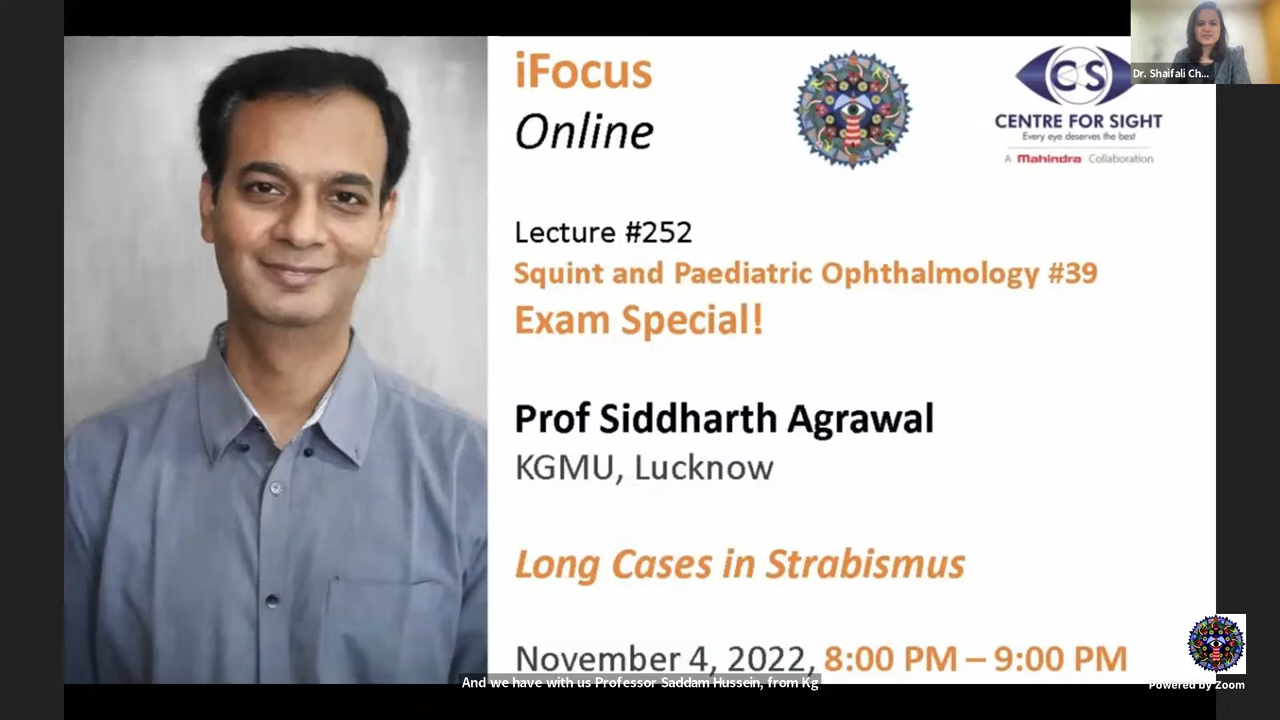 iFocus
Online
CS
CENTRE FOR SIGHT
Every eye deserves the best
A Mahindra Collaboration
Dr. Shaifali Ch...
Lecture #252
Squint and Paediatric Ophthalmology #39
Exam Special!
Prof Siddharth Agrawal
KGMU, Lucknow
Long Cases in Strabismus
November 4, 2022, 8:00 PM – 9:00 PM
And we have with us Professor Saddam Hussein, from Kg
Powered by Zoom